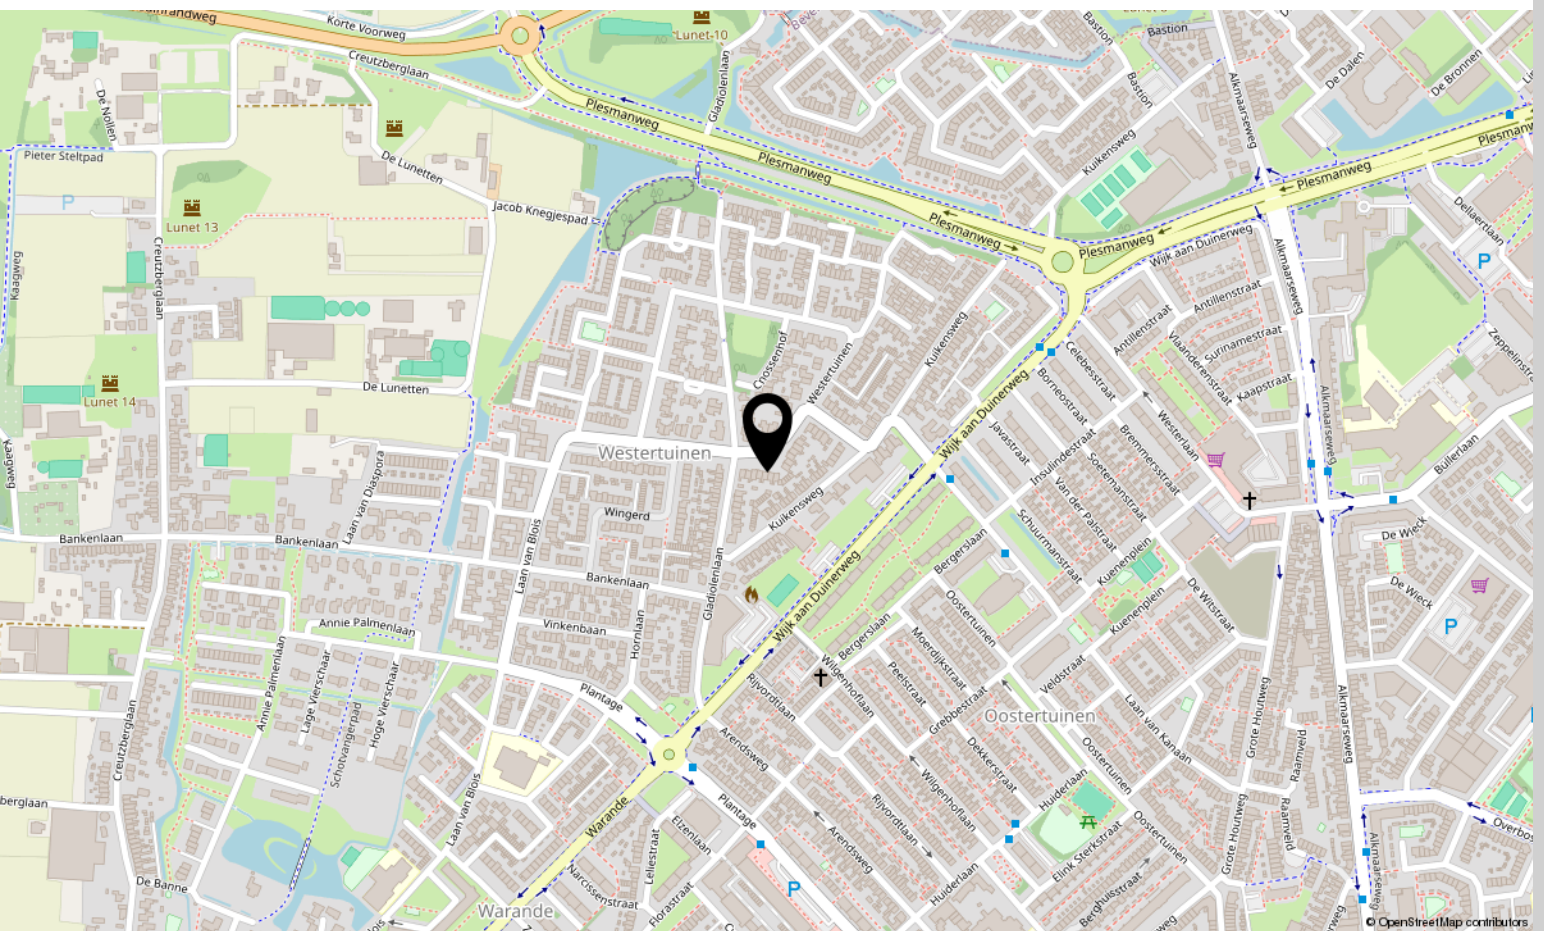 Korte Voorweg
Creutzberglaan
Lunet 10
Gladiolenlaan
Bastion
Bastion
Bastion
Alkmaarseweg
De Dalen
De Bronnen
De Nollen
Plesmanweg
Plesmanweg
Plesmanweg
Plesmanweg
Plesmanweg
Plesmanweg
Kuikensweg
Pieter Steltpad
De Lunetten
P
Jacob Knegjespad
Lunet 13
Dellaertlaan
Kaagweg
Creutzberglaan
Wijk aan Duinerweg
Alkmaarseweg
P
Antillenstraat
Antillenstraat
Vlaanderenstraat
Surinamestraat
Kaapstraat
Kuikensweg
Cnossenhof
Westertuinen
Celebesstraat
Borneostraat
Wijk aan Duinerweg
De Lunetten
Lunet 14
Javastraat
Insulindestraat
Bremmersstraat
Westerlaan
Soetemanstraat
Van der Palstraat
Alkmaarseweg
Büllerlaan
Kaagweg
Laan van Diaspora
Westertuinen
Kuikensweg
Wingerd
Schuurmanstraat
Bankenlaan
Bankenlaan
Bankenlaan
Laan van Blois
Gladiolenlaan
Bergerslaan
Kuenenplein
Kuenenplein
De Witstraat
De Wieck
De Wieck
P
Wijk aan Duinerweg
Annie Palmenlaan
Vinkenbaan
Hornlaan
Oostertuinen
Bergerslaan
Moerdijkstraat
Peelstraat
Wilgenhoflaan
Rijvordtlaan
Veldstraat
Grebbestraat
Laan van Kanaan
Oostertuinen
Annie Palmenlaan
Lage Vierschaar
Hoge Vierschaar
Schotvangerpad
Plantage
Creutzberglaan
Arendsweg
Dekkerstraat
Oostertuinen
Grote Houtweg
Raamveld
Alkmaarseweg
Wilgenhoflaan
Huiderlaan
Laan van Blois
Warande
Plantage
Elzenlaan
Rijvordtlaan
Arendsweg
Oostertuinen
Grote Houtweg
Raamveld
Leliestraat
Narcissenstraat
Florastraat
P
Huiderlaan
Elink Sterkstraat
Berghuisstraat
Alkmaarseweg
De Banne
Warande
© OpenStreetMap contributors